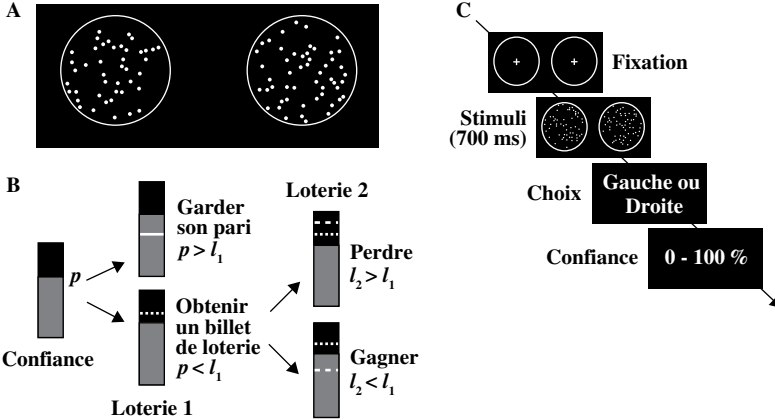 A
B
Confiance
p
Garder
son pari
p > l₁
Obtenir
un billet
de loterie
p < l₁
Loterie 1
Loterie 2
Perdre
l₂ > l₁
Gagner
l₂ < l₁
C
Fixation
Stimuli
(700 ms)
Choix
Gauche ou
Droite
Confiance
0 - 100 %